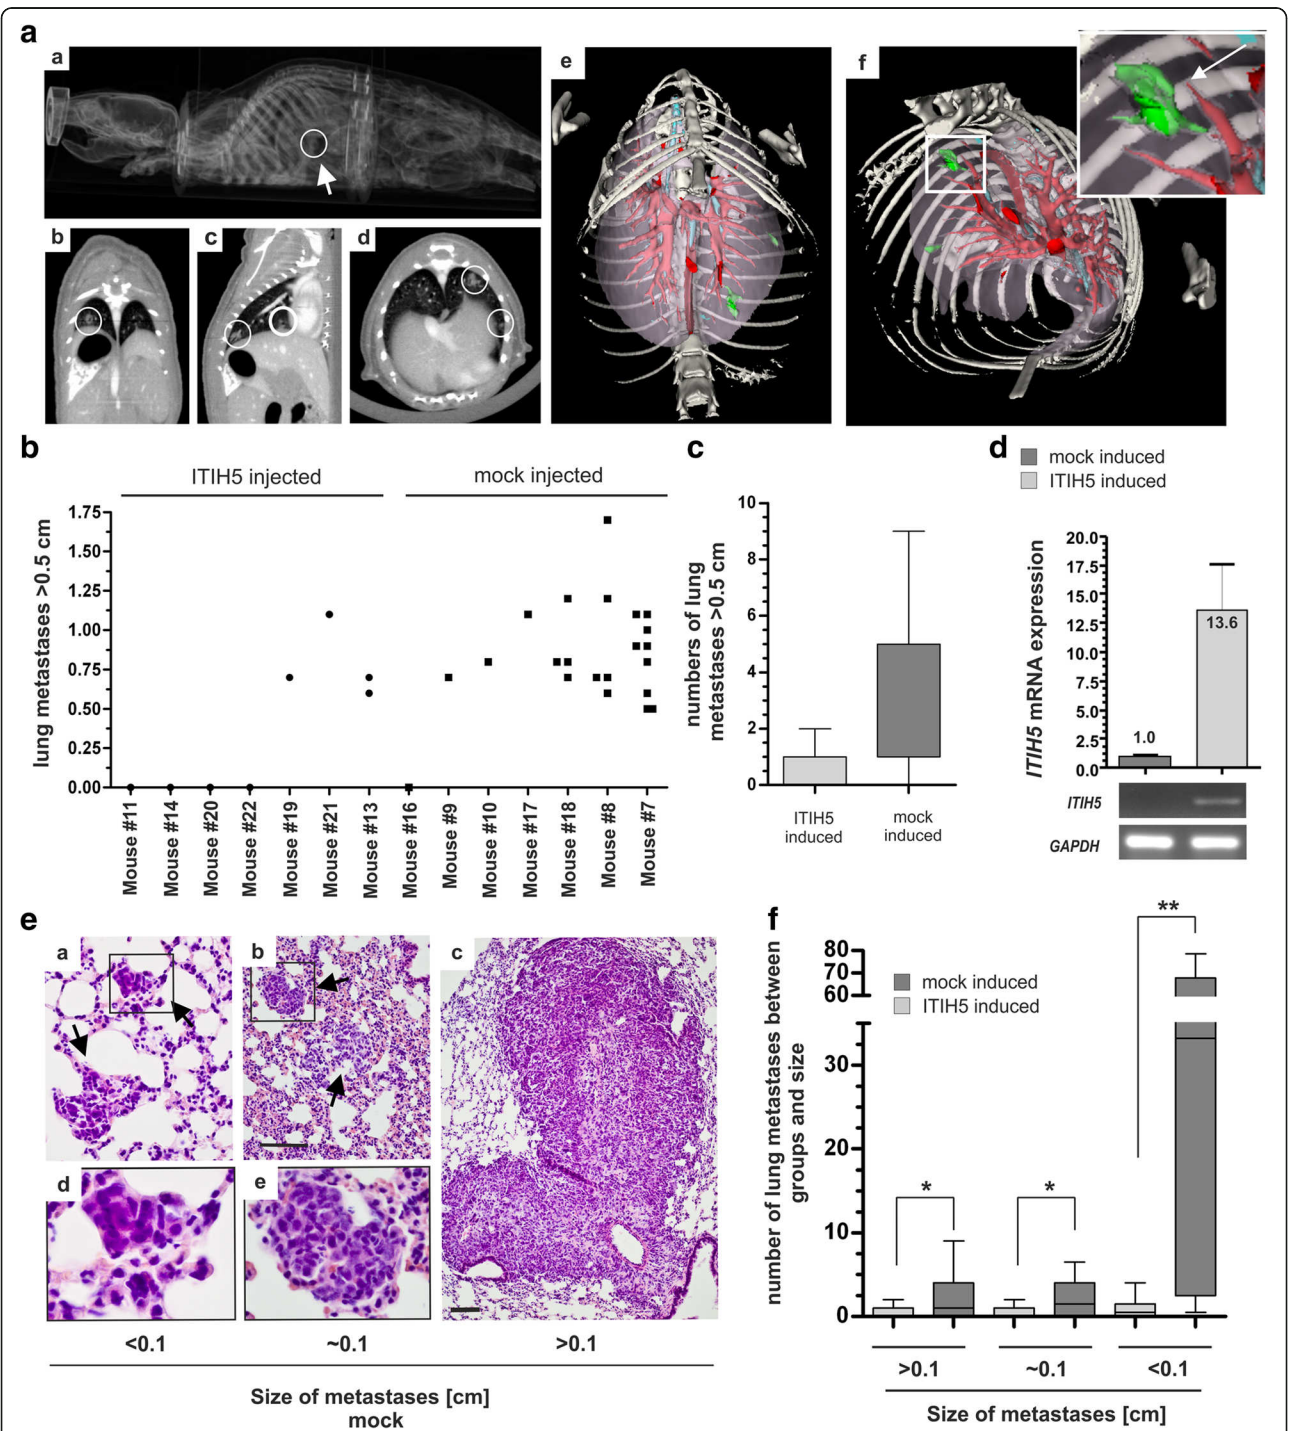 a
a
b
c
d
e
f
b
ITIH5 injected
mock injected
lung metastases >0.5 cm
1.75
1.50
1.25
1.00
0.75
0.50
0.25
0.00
Mouse #11
Mouse #14
Mouse #20
Mouse #22
Mouse #19
Mouse #21
Mouse #13
Mouse #16
Mouse #9
Mouse #10
Mouse #17
Mouse #18
Mouse #8
Mouse #7
c
numbers of lung
metastases >0.5 cm
10
8
6
4
2
0
ITIH5
induced
mock
induced
d
mock induced
ITIH5 induced
ITIH5 mRNA expression
20.0
17.5
15.0
12.5
10.0
7.5
5.0
2.5
0.0
1.0
13.6
ITIH5
GAPDH
e
a
b
c
d
e
<0.1
~0.1
>0.1
Size of metastases [cm]
mock
f
number of lung metastases between
groups and size
80
70
60
30
20
10
0
mock induced
ITIH5 induced
*
*
**
>0.1
~0.1
<0.1
Size of metastases [cm]